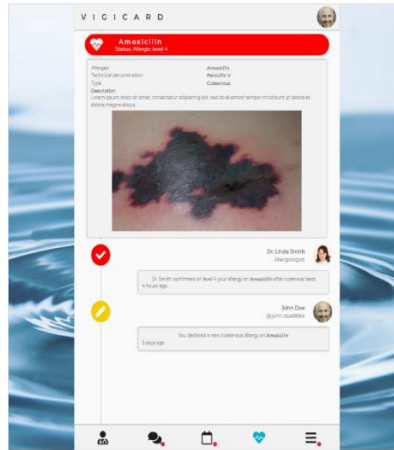 VIGICARD
Amoxicilin
Status: Allergic level 4
Allergen Amoxicilin
Technical denomination Penicilin V
Type Cutaneous
Description
Lorem ipsum dolor sit amet, consectetur adipiscing elit, sed do eiusmod tempor incididunt ut labore et
dolore magna aliqua.
Dr. Linda Smith
Allergologist
Dr. Smith confirmed on level 4 your allergy on Amoxicilin after cutaneous tests
4 hours ago
John Doe
You declared a new cutaneous allergy on Amoxicilin
3 days ago